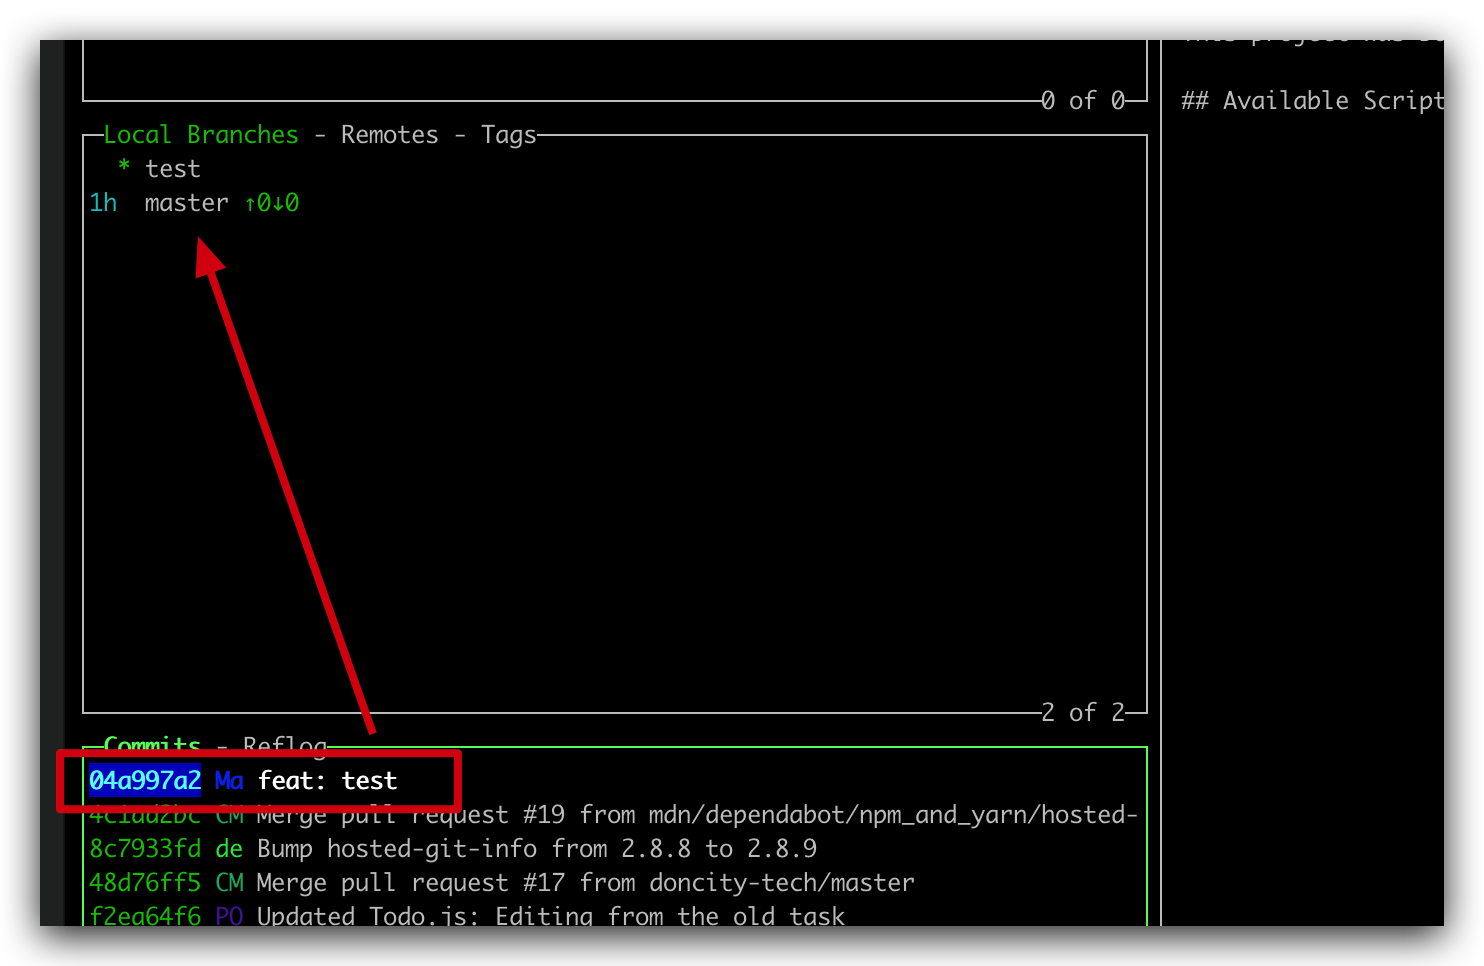 This project was
0 of 0
## Available Script
Local Branches - Remotes - Tags
* test
1h master ↑0↓0
2 of 2
Commits - Reflog
04a997a2 Ma feat: test
4c1ad2bc CM Merge pull request #19 from mdn/dependabot/npm_and_yarn/hosted-
8c7933fd de Bump hosted-git-info from 2.8.8 to 2.8.9
48d76ff5 CM Merge pull request #17 from doncity-tech/master
f2ea64f6 PO Updated Todo.js: Editing from the old task